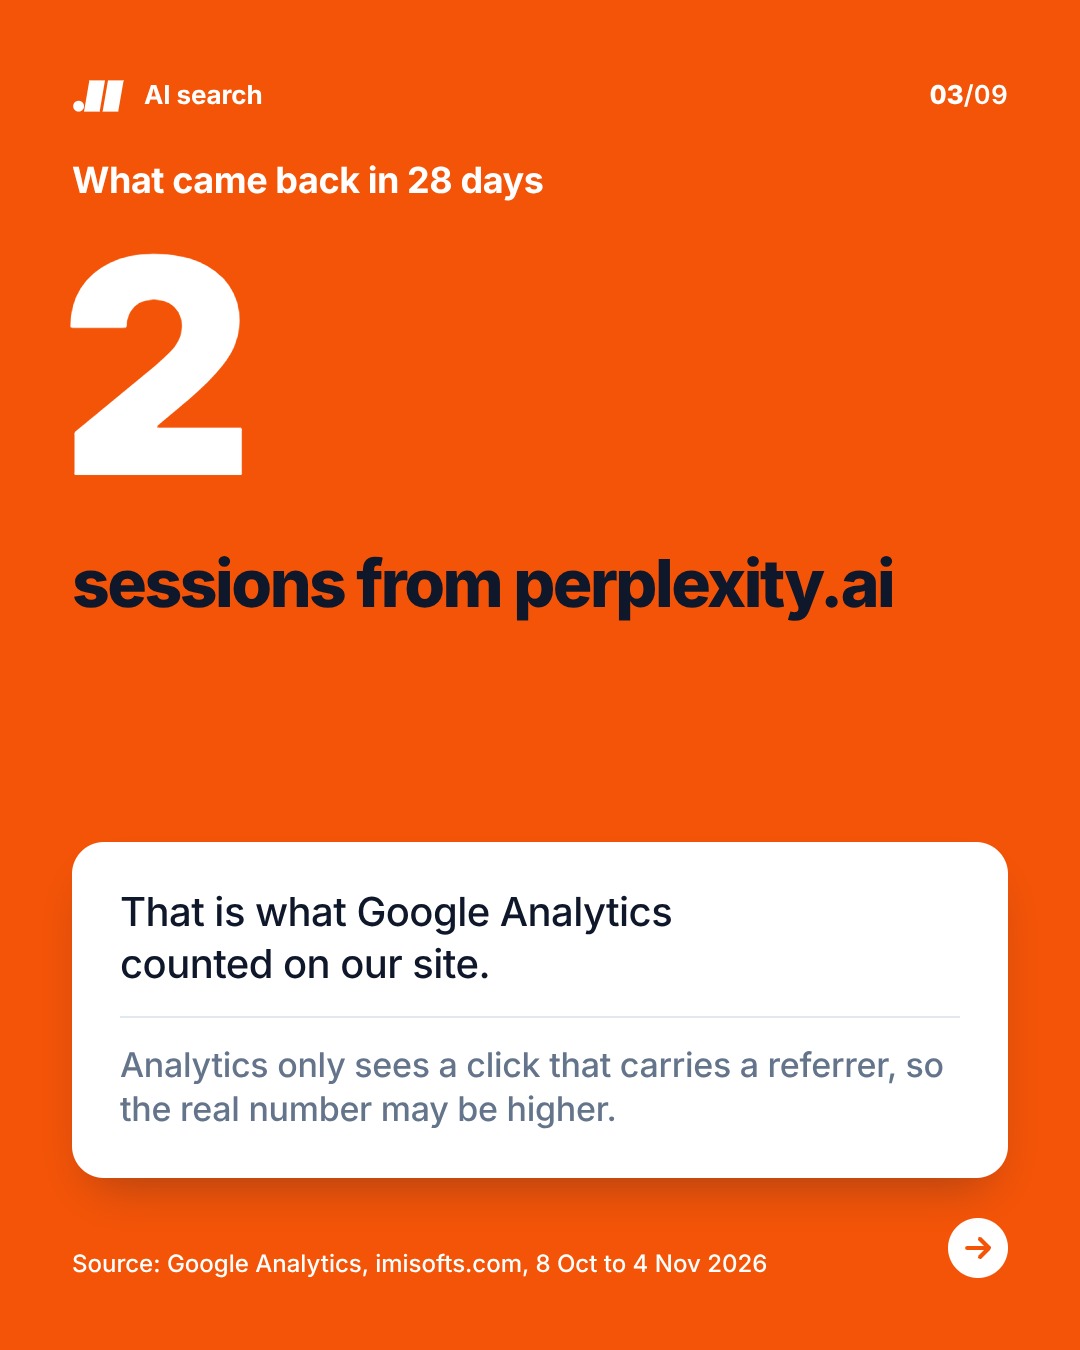 AI search
03/09
What came back in 28 days
2
sessions from perplexity.ai
That is what Google Analytics
counted on our site.
Analytics only sees a click that carries a referrer, so
the real number may be higher.
Source: Google Analytics, imisofts.com, 8 Oct to 4 Nov 2026